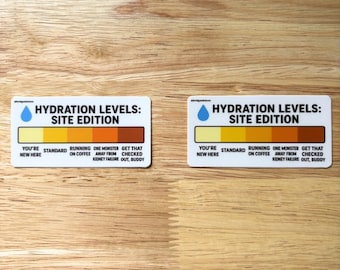 HYDRATION LEVELS:
SITE EDITION
YOU'RE
NEW HERE
STANDARD
RUNNING
ON COFFEE
ONE MONSTER
AWAY FROM
KIDNEY FAILURE
GET THAT
CHECKED
OUT, BUDDY
HYDRATION LEVELS:
SITE EDITION
YOU'RE
NEW HERE
STANDARD
RUNNING
ON COFFEE
ONE MONSTER
AWAY FROM
KIDNEY FAILURE
GET THAT
CHECKED
OUT, BUDDY